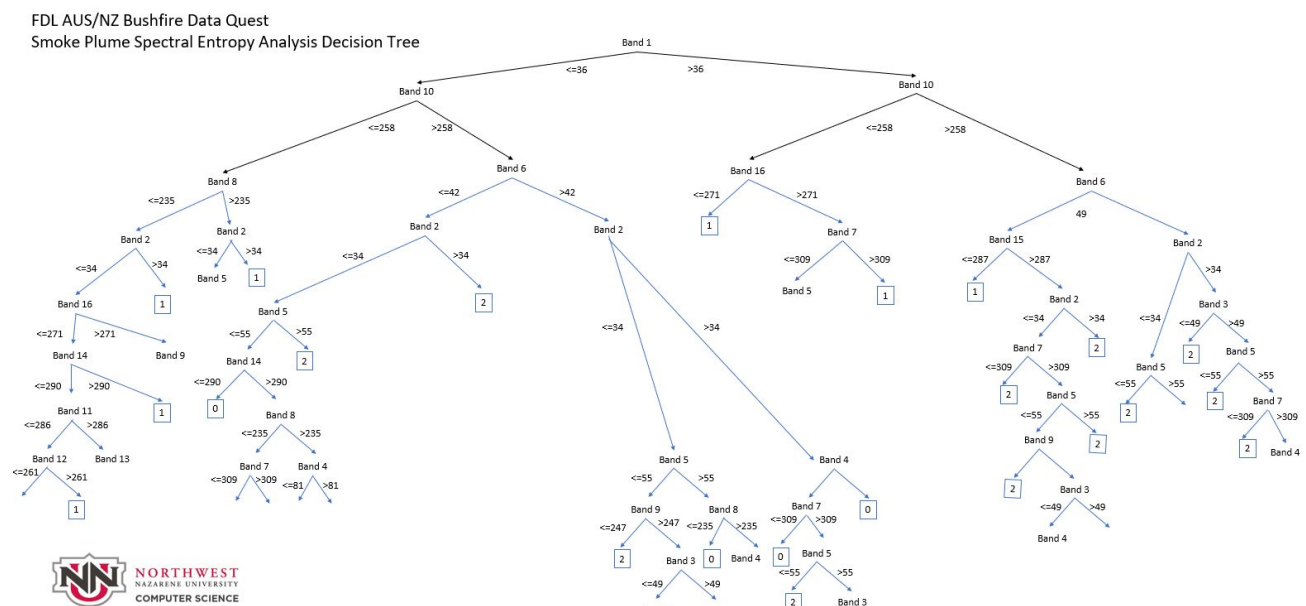 FDL AUS/NZ Bushfire Data Quest
Smoke Plume Spectral Entropy Analysis Decision Tree
Band 1
<=36 >36
Band 10 Band 10
<=258 >258 <=258 >258
Band 8 Band 6 Band 16 Band 6
<=235 >235 <=42 >42 <=271 >271 49
Band 2 Band 2 Band 2 Band 2 1 Band 7 Band 15 Band 2
<=34 >34 <=34 >34 <=34 >34 <=309 >309 <=287 >287 >34
1 Band 5 1 2 Band 5 1 1 Band 2 Band 3
Band 16 Band 5 <=34 >34 <=34 >34 <=34 <=49 >49
<=271 >271 <=55 >55 Band 7 2 2 Band 5
Band 14 Band 9 Band 14 2 <=309 >309 Band 5 <=55 >55
<=290 >290 <=290 >290 2 Band 5 <=55 >55 2 Band 7
Band 11 1 0 Band 8 <=55 >55 2 <=309 >309
<=286 >286 <=235 >235 Band 9 2 2 Band 4
Band 12 Band 13 Band 7 Band 4 Band 5 Band 4
<=261 >261 <=309 >309 <=81 >81 <=55 >55 2 Band 3
1 Band 9 Band 8 Band 7 0 <=49 >49
<=247 >247 <=235 >235 <=309 >309 Band 4
2 Band 3 0 Band 4 0 Band 5
<=49 >49 <=55 >55
2 Band 3
NN
U
NORTHWEST
NAZARENE UNIVERSITY
COMPUTER SCIENCE